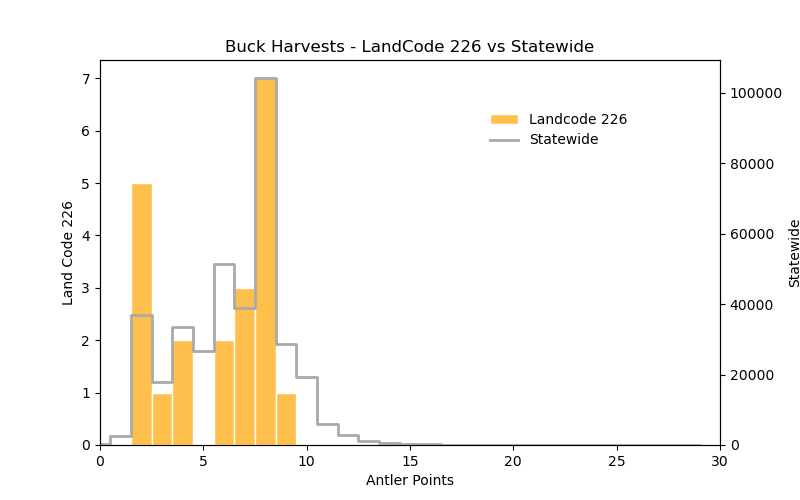 Buck Harvests - LandCode 226 vs Statewide
7
6
5
4
3
2
1
0
Land Code 226
Landcode 226
Statewide
100000
80000
60000
40000
20000
0
Statewide
0 5 10 15 20 25 30
Antler Points